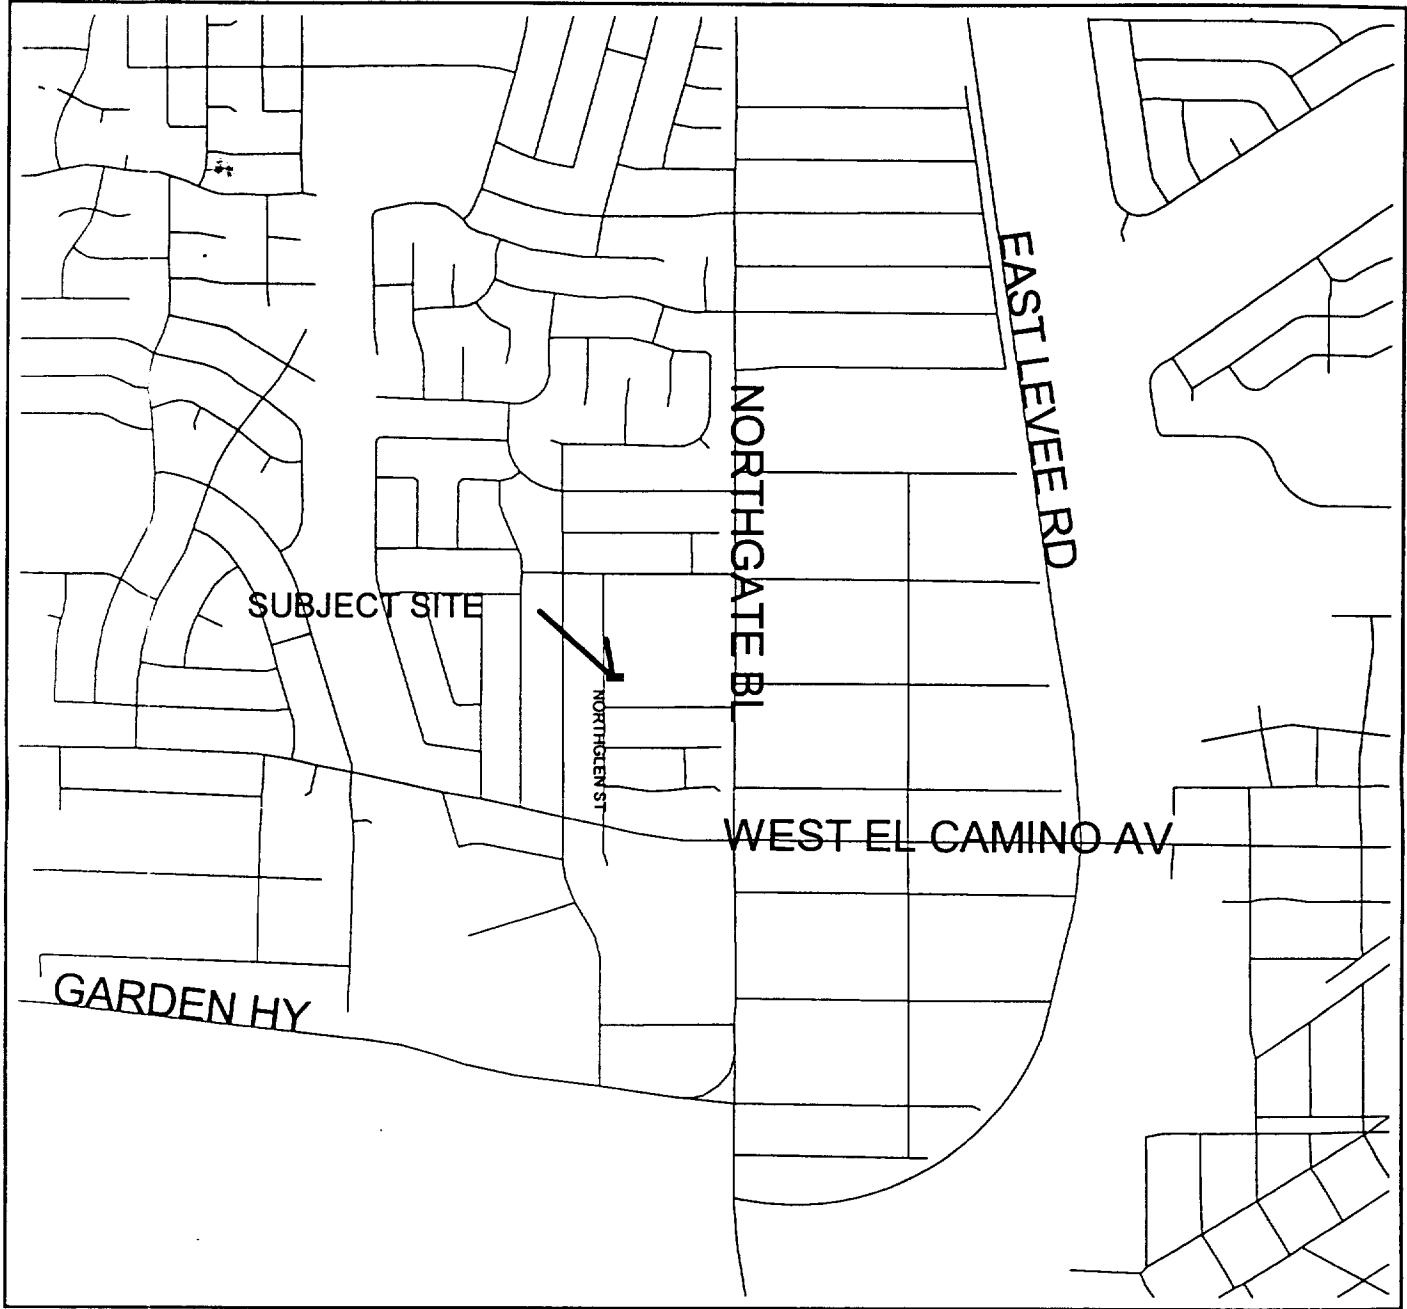 EAST LEVEE RD
NORTHGATE BL
SUBJECT SITE
NORTHGLEN ST
WEST EL CAMINO AV
GARDEN HY